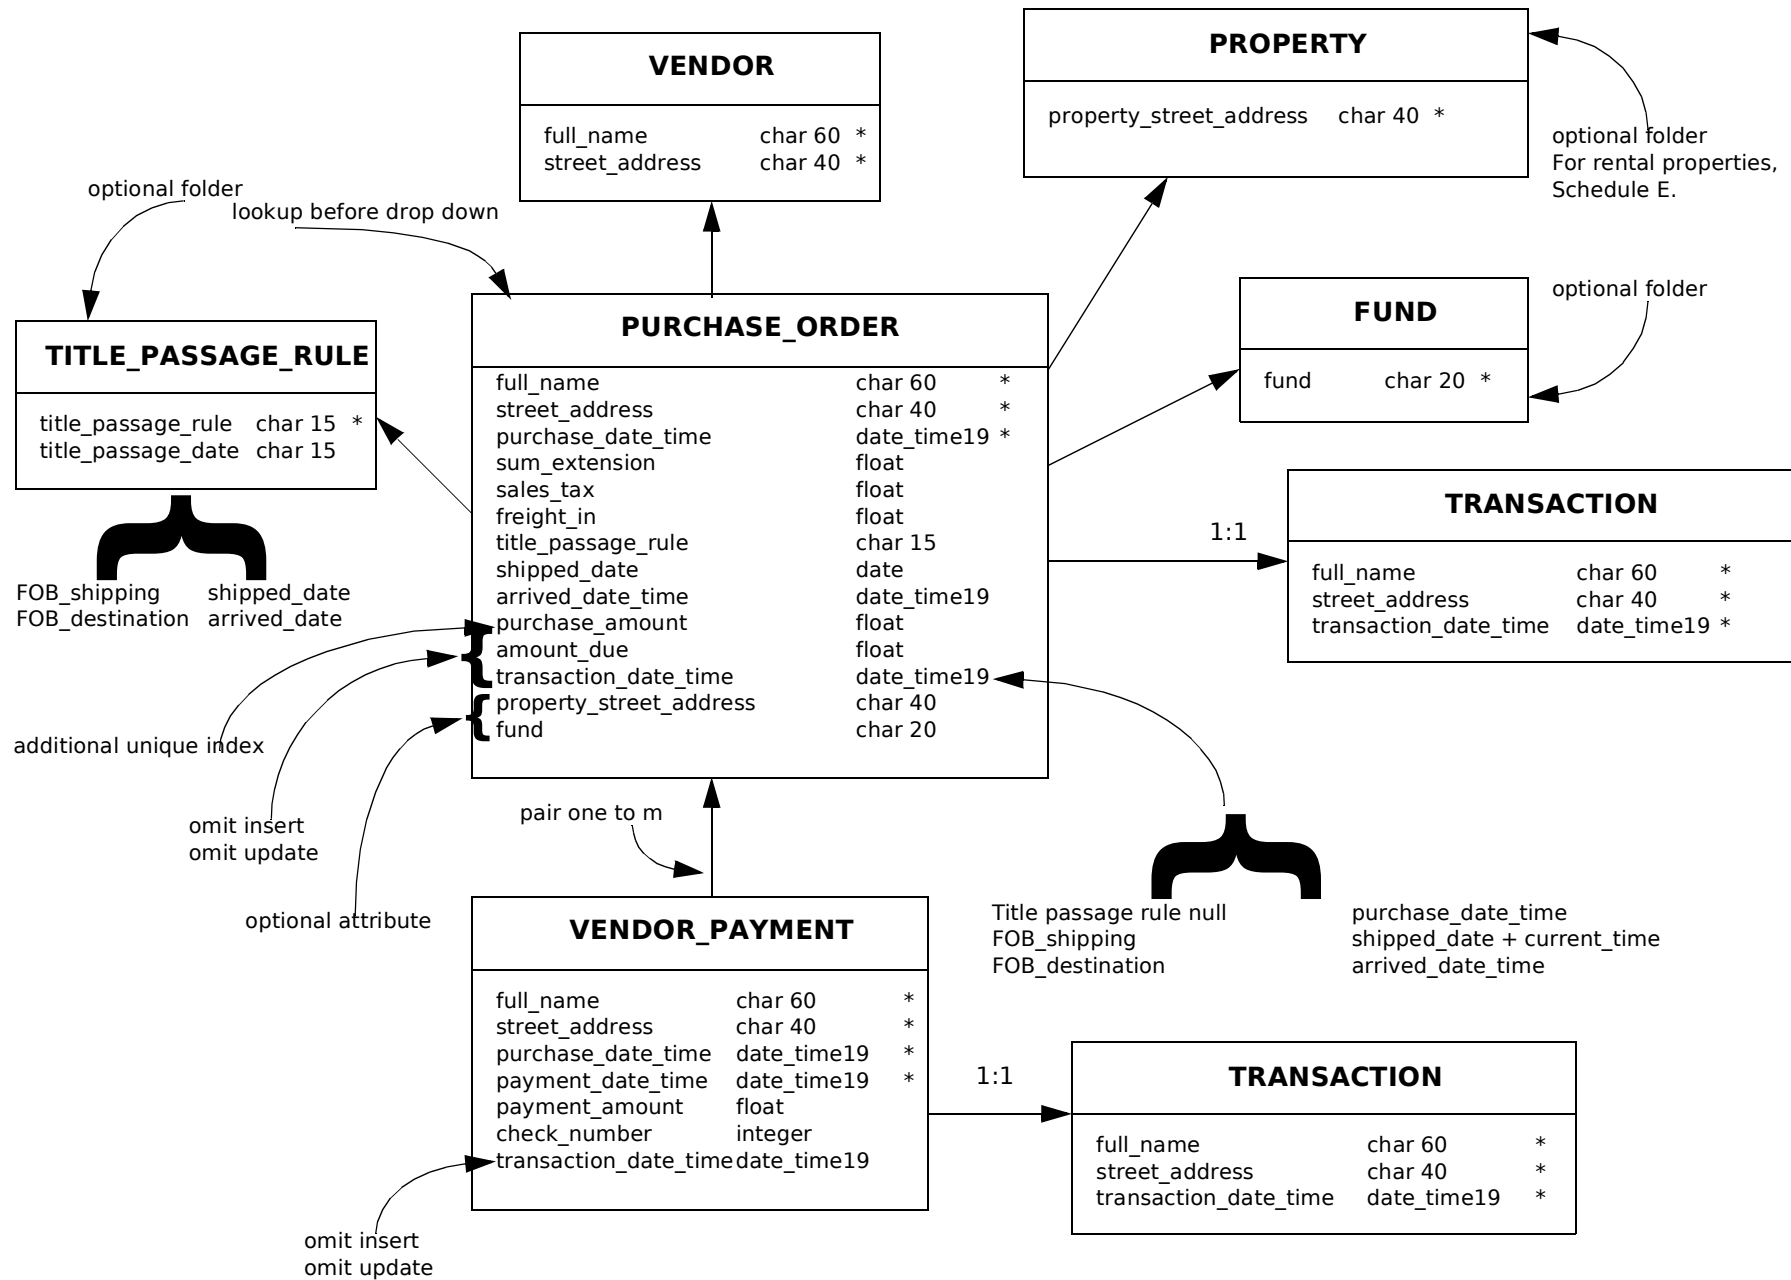 VENDOR
full_name char 60 *
street_address char 40 *
PROPERTY
property_street_address char 40 *
optional folder
For rental properties,
Schedule E.
optional folder
lookup before drop down
TITLE_PASSAGE_RULE
title_passage_rule char 15 *
title_passage_date char 15
FOB_shipping shipped_date
FOB_destination arrived_date
PURCHASE_ORDER
full_name char 60 *
street_address char 40 *
purchase_date_time date_time19 *
sum_extension float
sales_tax float
freight_in float
title_passage_rule char 15
shipped_date date
arrived_date_time date_time19
purchase_amount float
amount_due float
transaction_date_time date_time19
property_street_address char 40
fund char 20
FUND
fund char 20 *
optional folder
1:1
TRANSACTION
full_name char 60 *
street_address char 40 *
transaction_date_time date_time19 *
additional unique index
omit insert
omit update
optional attribute
pair one to m
Title passage rule null purchase_date_time
FOB_shipping shipped_date + current_time
FOB_destination arrived_date_time
VENDOR_PAYMENT
full_name char 60 *
street_address char 40 *
purchase_date_time date_time19 *
payment_date_time date_time19 *
payment_amount float
check_number integer
transaction_date_time date_time19
omit insert
omit update
1:1
TRANSACTION
full_name char 60 *
street_address char 40 *
transaction_date_time date_time19 *